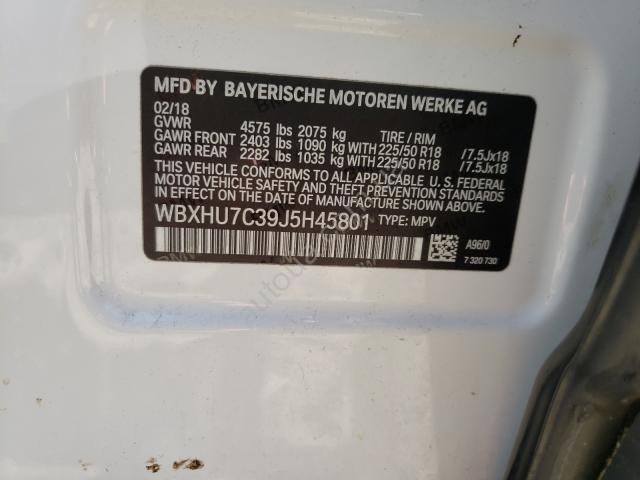 MFD BY BAYERISCHE MOTOREN WERKE AG
02/18
GVWR 4575 lbs 2075 kg TIRE / RIM
GAWR FRONT 2403 lbs 1090 kg WITH 225/50 R18 /7.5Jx18
GAWR REAR 2282 lbs 1035 kg WITH 225/50 R18 /7.5Jx18
THIS VEHICLE CONFORMS TO ALL APPLICABLE U.S. FEDERAL
MOTOR VEHICLE SAFETY, BUMPER, AND THEFT PREVENTION STANDARDS
IN EFFECT ON THE DATE OF MANUFACTURE SHOWN ABOVE.
WBXHU7C39J5H45801 TYPE: MPV
A96/0
7 320 730